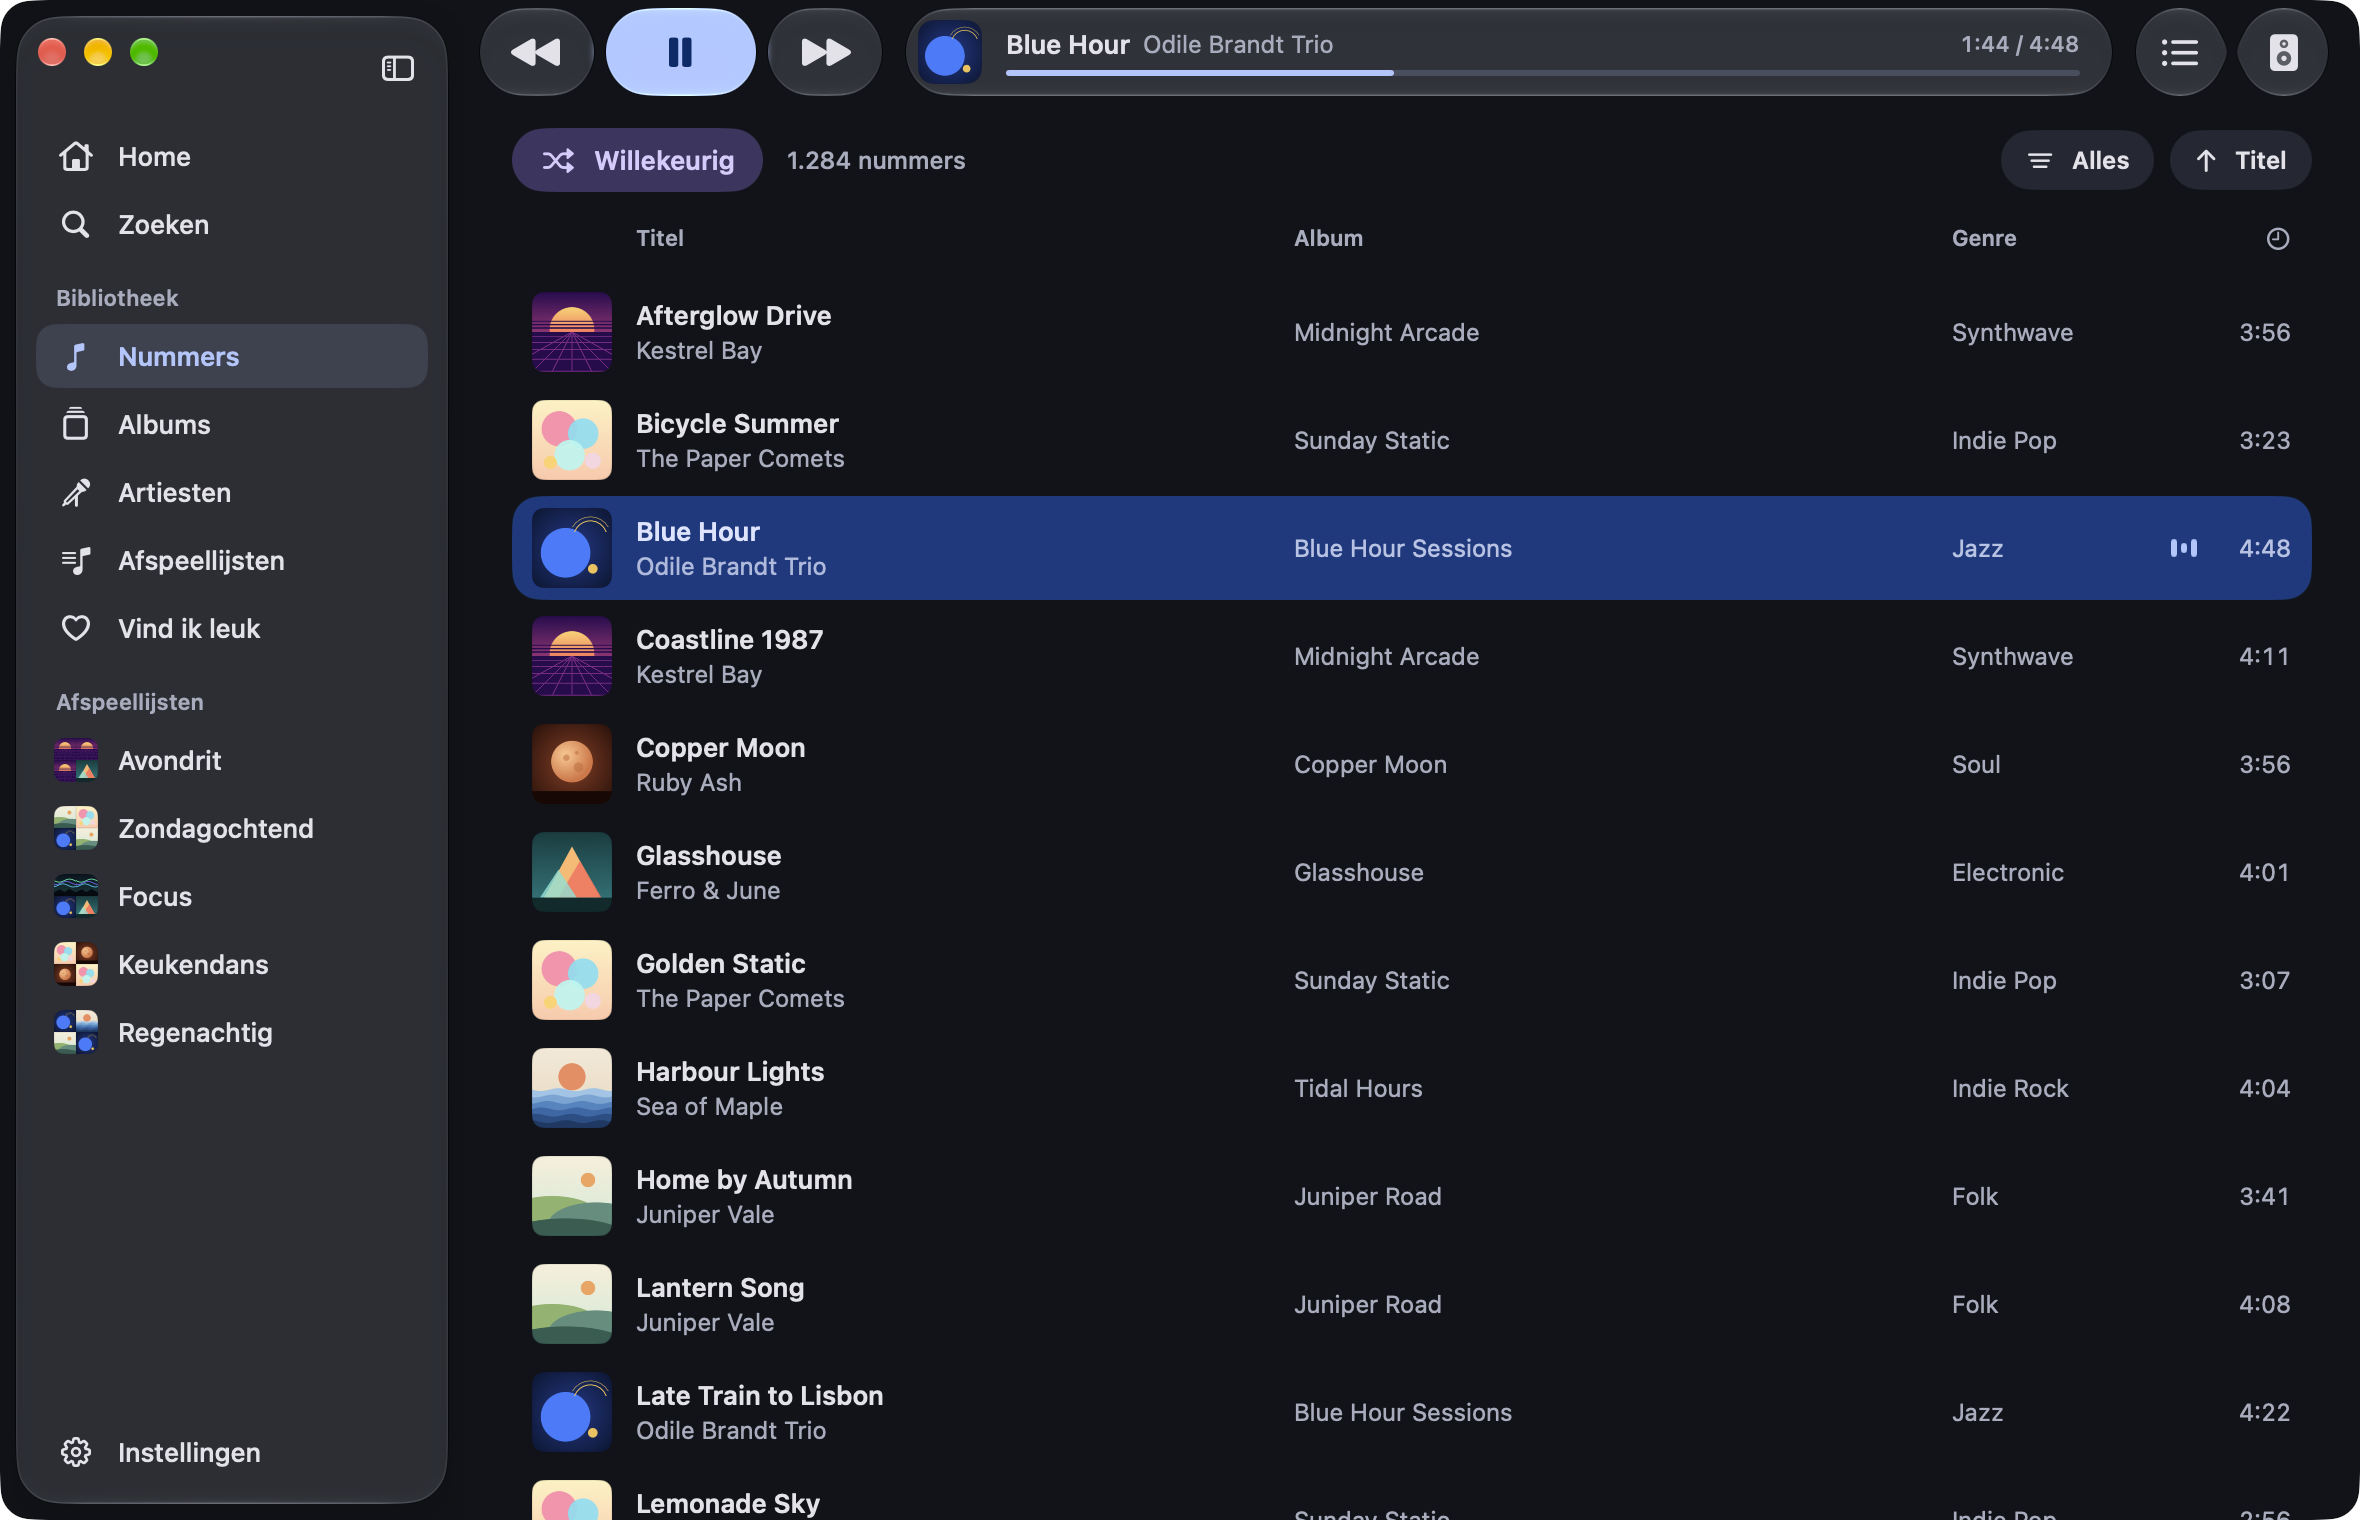 Blue Hour Odile Brandt Trio 1:44 / 4:48
Home
Zoeken
Bibliotheek
Nummers
Albums
Artiesten
Afspeellijsten
Vind ik leuk
Afspeellijsten
Avondrit
Zondagochtend
Focus
Keukendans
Regenachtig
Instellingen
Willekeurig 1.284 nummers Alles Titel
Titel Album Genre
Afterglow Drive
Kestrel Bay
Midnight Arcade Synthwave 3:56
Bicycle Summer
The Paper Comets
Sunday Static Indie Pop 3:23
Blue Hour
Odile Brandt Trio
Blue Hour Sessions Jazz 4:48
Coastline 1987
Kestrel Bay
Midnight Arcade Synthwave 4:11
Copper Moon
Ruby Ash
Copper Moon Soul 3:56
Glasshouse
Ferro & June
Glasshouse Electronic 4:01
Golden Static
The Paper Comets
Sunday Static Indie Pop 3:07
Harbour Lights
Sea of Maple
Tidal Hours Indie Rock 4:04
Home by Autumn
Juniper Vale
Juniper Road Folk 3:41
Lantern Song
Juniper Vale
Juniper Road Folk 4:08
Late Train to Lisbon
Odile Brandt Trio
Blue Hour Sessions Jazz 4:22
Lemonade Sky
Sunday Static Indie Pop 2:56